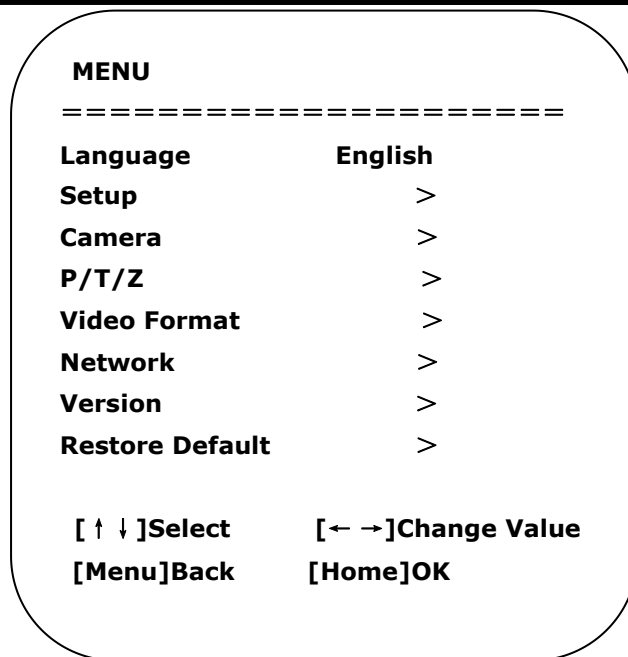 MENU
=====================
Language English
Setup >
Camera >
P/T/Z >
Video Format >
Network >
Version >
Restore Default >
[↑↓]Select [← →]Change Value
[Menu]Back [Home]OK